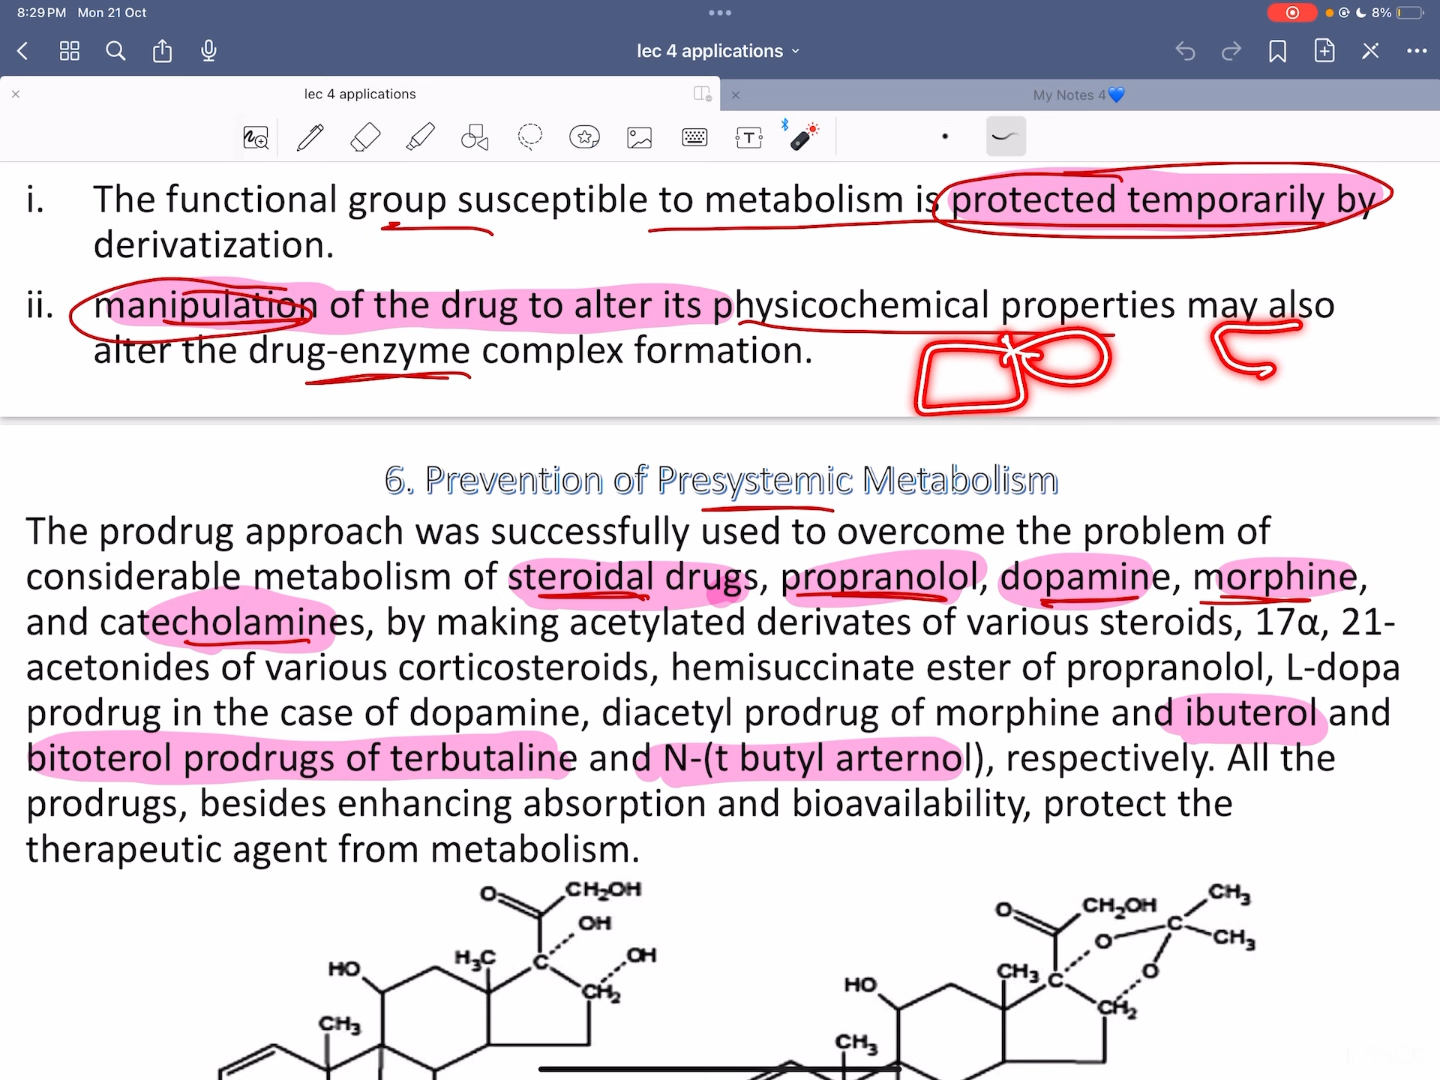 8:29 PM Mon 21 Oct
8%
lec 4 applications
lec 4 applications
My Notes 4💙
T
i. The functional group susceptible to metabolism is protected temporarily by
derivatization.
ii. manipulation of the drug to alter its physicochemical properties may also
alter the drug-enzyme complex formation.
6. Prevention of Presystemic Metabolism
The prodrug approach was successfully used to overcome the problem of
considerable metabolism of steroidal drugs, propranolol, dopamine, morphine,
and catecholamines, by making acetylated derivates of various steroids, 17α, 21-
acetonides of various corticosteroids, hemisuccinate ester of propranolol, L-dopa
prodrug in the case of dopamine, diacetyl prodrug of morphine and ibuterol and
bitoterol prodrugs of terbutaline and N-(t butyl arternol), respectively. All the
prodrugs, besides enhancing absorption and bioavailability, protect the
therapeutic agent from metabolism.
O CH₂OH
OH
H₃C C OH
HO CH₂
CH₃
O CH₂OH CH₃
O C CH₃
CH₃ C O
HO CH₂
CH₃